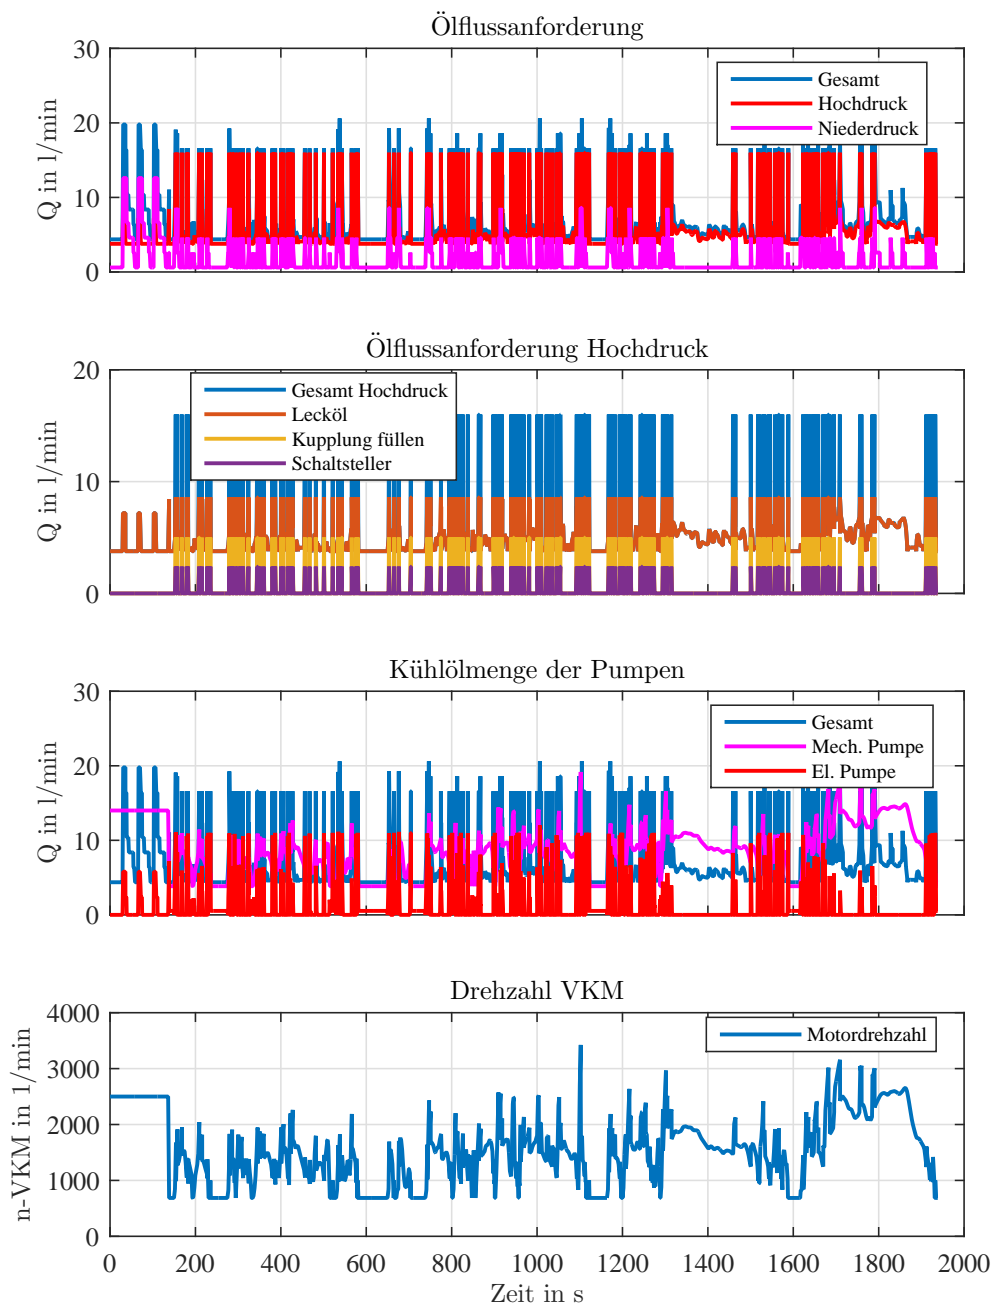 Ölflussanforderung
30
20
10
0
Q in l/min
Gesamt
Hochdruck
Niederdruck
Ölflussanforderung Hochdruck
20
10
0
Q in l/min
Gesamt Hochdruck
Lecköl
Kupplung füllen
Schaltsteller
Kühlölmenge der Pumpen
30
20
10
0
Q in l/min
Gesamt
Mech. Pumpe
El. Pumpe
Drehzahl VKM
4000
3000
2000
1000
0
n-VKM in 1/min
Motordrehzahl
0 200 400 600 800 1000 1200 1400 1600 1800 2000
Zeit in s